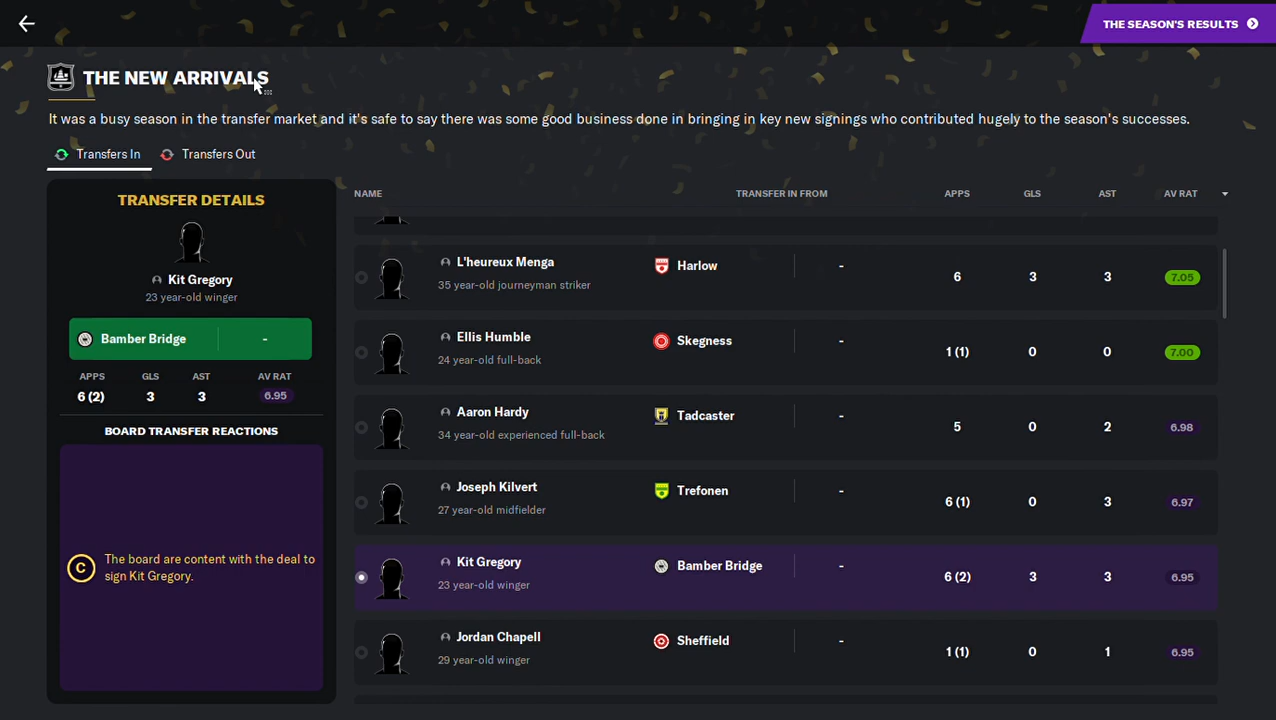 THE SEASON'S RESULTS
THE NEW ARRIVALS
It was a busy season in the transfer market and it's safe to say there was some good business done in bringing in key new signings who contributed hugely to the season's successes.
Transfers In Transfers Out
TRANSFER DETAILS
Kit Gregory
23 year-old winger
Bamber Bridge -
APPS GLS AST AV RAT
6 (2) 3 3 6.95
BOARD TRANSFER REACTIONS
C
The board are content with the deal to
sign Kit Gregory.
NAME TRANSFER IN FROM APPS GLS AST AV RAT
L'heureux Menga Harlow - 6 3 3 7.05
35 year-old journeyman striker
Ellis Humble Skegness - 1 (1) 0 0 7.00
24 year-old full-back
Aaron Hardy Tadcaster - 5 0 2 6.98
34 year-old experienced full-back
Joseph Kilvert Trefonen - 6 (1) 0 3 6.97
27 year-old midfielder
Kit Gregory Bamber Bridge - 6 (2) 3 3 6.95
23 year-old winger
Jordan Chapell Sheffield - 1 (1) 0 1 6.95
29 year-old winger